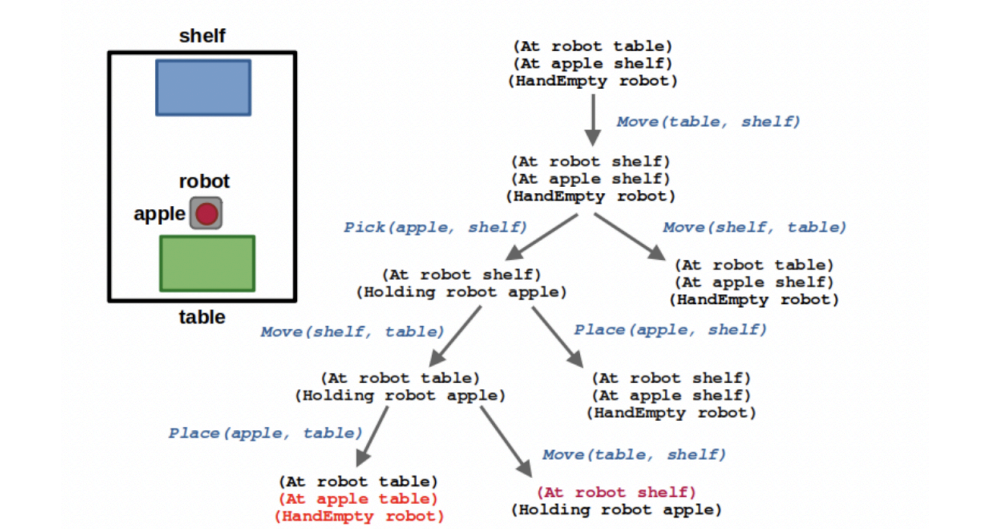 shelf
robot
apple
table
(At robot table)
(At apple shelf)
(HandEmpty robot)
Move(table, shelf)
(At robot shelf)
(At apple shelf)
(HandEmpty robot)
Pick(apple, shelf)
Move(shelf, table)
(At robot shelf)
(Holding robot apple)
(At robot table)
(At apple shelf)
(HandEmpty robot)
Move(shelf, table)
Place(apple, shelf)
(At robot table)
(Holding robot apple)
(At robot shelf)
(At apple shelf)
(HandEmpty robot)
Place(apple, table)
Move(table, shelf)
(At robot table)
(At apple table)
(HandEmpty robot)
(At robot shelf)
(Holding robot apple)